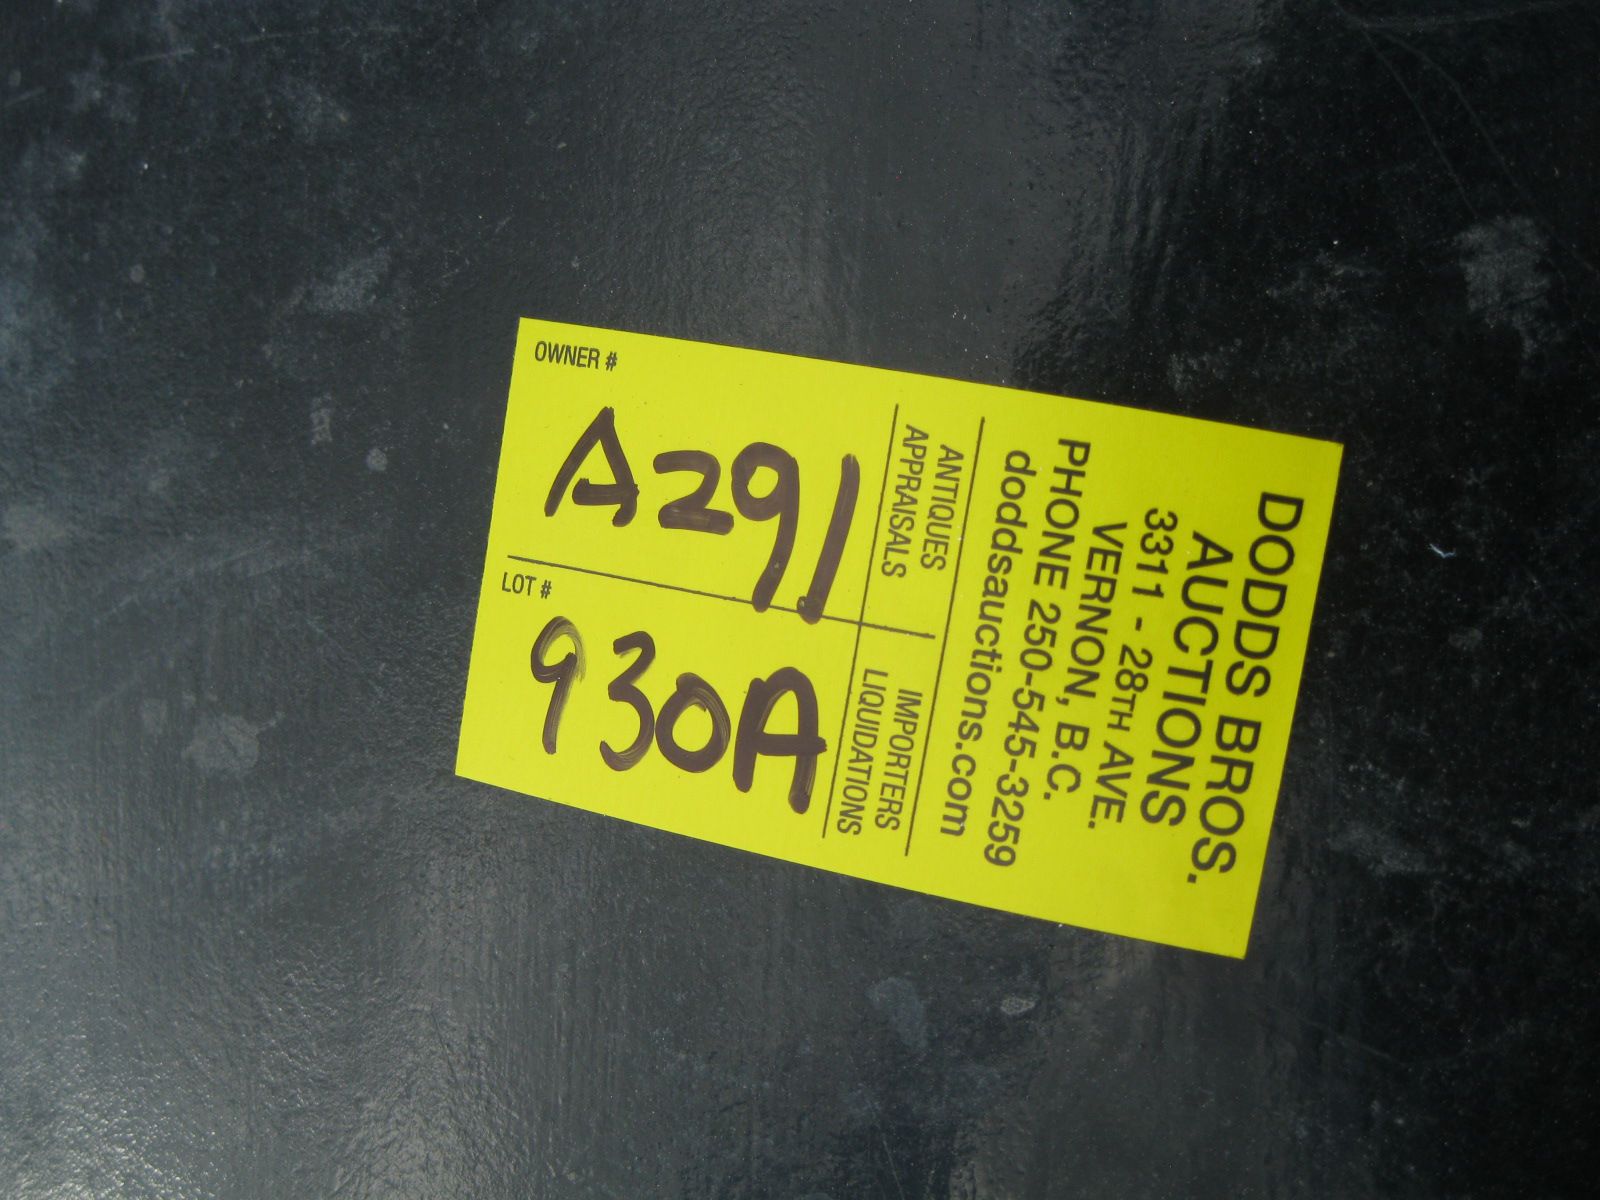 DODDS BROS.
AUCTIONS
3311 - 28TH AVE.
VERNON, B.C.
PHONE 250-545-3259
doddsauctions.com
ANTIQUES
APPRAISALS
IMPORTERS
LIQUIDATIONS
OWNER #
A291
LOT #
930A